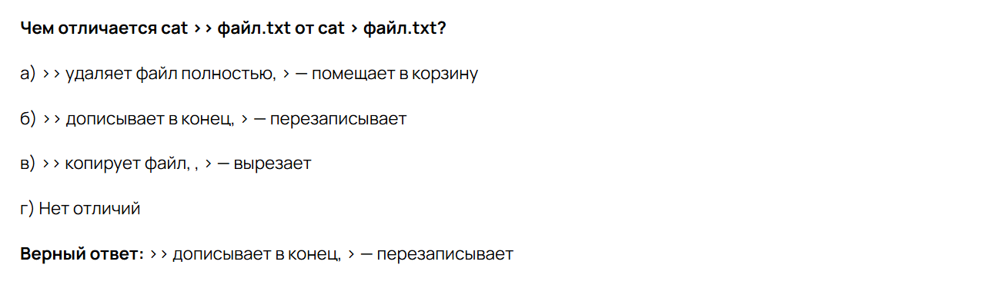 Чем отличается cat >> файл.txt от cat > файл.txt?
а) >> удаляет файл полностью, > — помещает в корзину
б) >> дописывает в конец, > — перезаписывает
в) >> копирует файл, , > — вырезает
г) Нет отличий
Верный ответ: >> дописывает в конец, > — перезаписывает